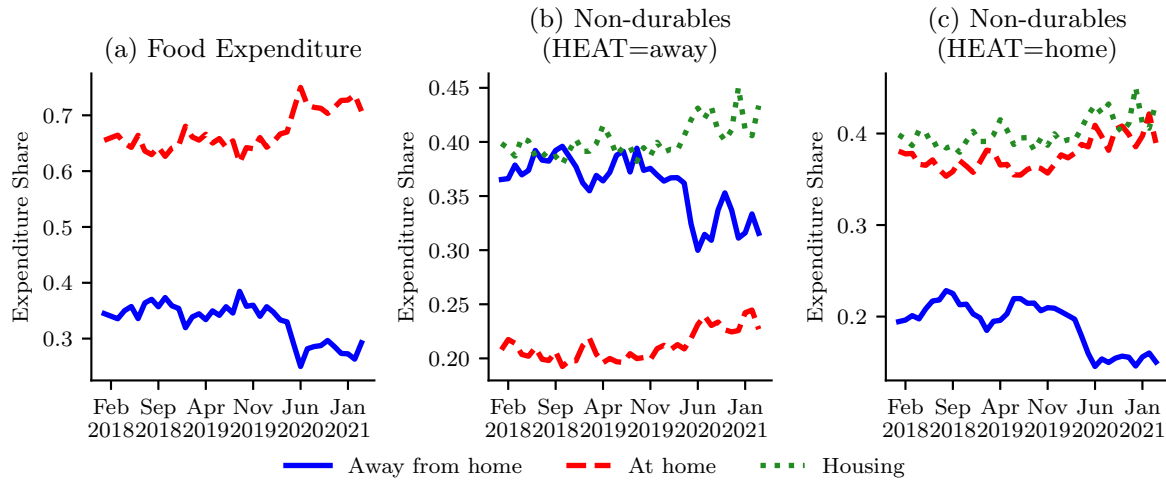 (a) Food Expenditure
Expenditure Share
0.7
0.6
0.5
0.4
0.3
Feb Sep Apr Nov Jun Jan
2018 2018 2019 2019 2020 2021
(b) Non-durables
(HEAT=away)
Expenditure Share
0.45
0.40
0.35
0.30
0.25
0.20
Feb Sep Apr Nov Jun Jan
2018 2018 2019 2019 2020 2021
(c) Non-durables
(HEAT=home)
Expenditure Share
0.4
0.3
0.2
Feb Sep Apr Nov Jun Jan
2018 2018 2019 2019 2020 2021
Away from home At home Housing